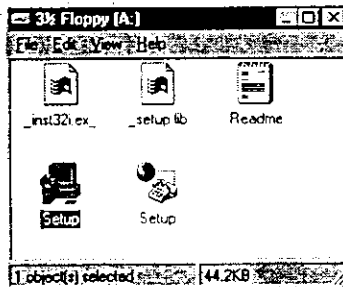 3½ Floppy (A:)
File Edit View Help
_inst32i.ex_ _setup.lib Readme
Setup Setup
1 object(s) selected 44.2KB